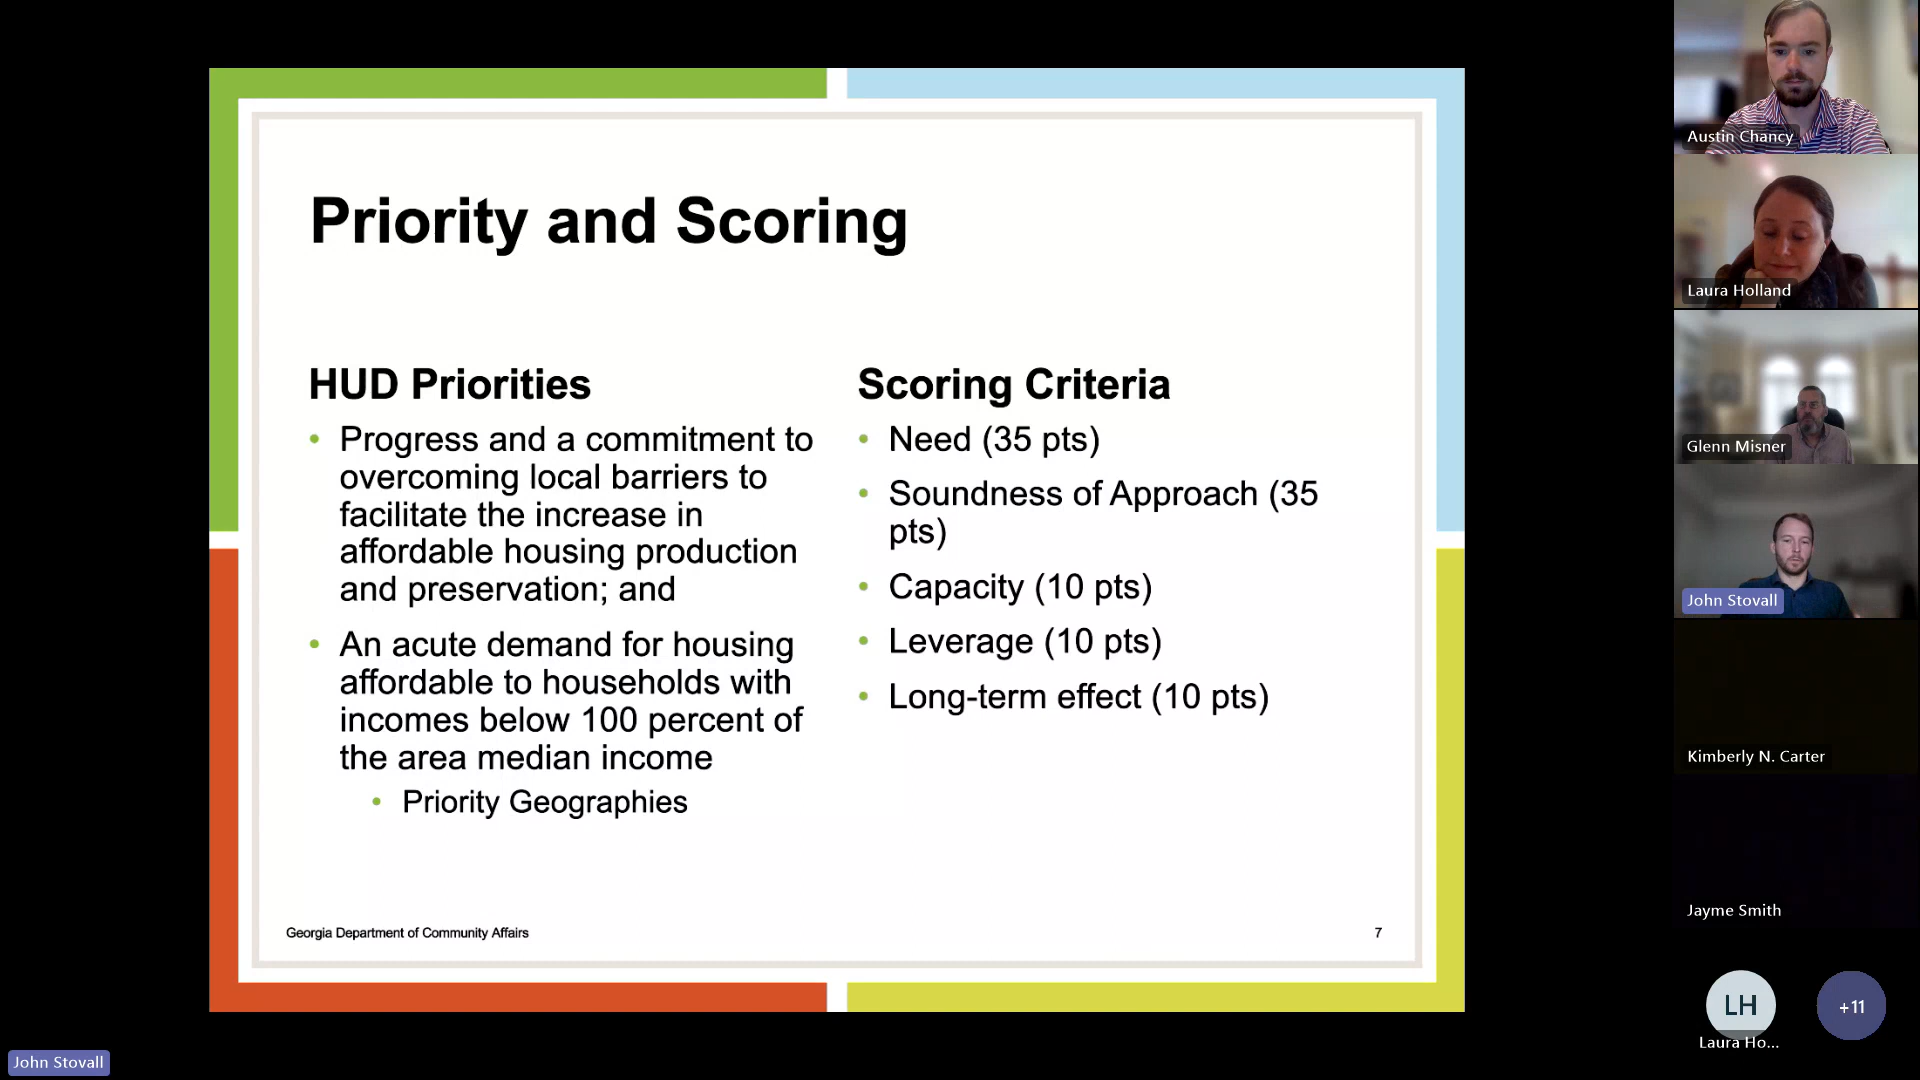 Priority and Scoring
HUD Priorities
• Progress and a commitment to
overcoming local barriers to
facilitate the increase in
affordable housing production
and preservation; and
• An acute demand for housing
affordable to households with
incomes below 100 percent of
the area median income
• Priority Geographies
Scoring Criteria
• Need (35 pts)
• Soundness of Approach (35
pts)
• Capacity (10 pts)
• Leverage (10 pts)
• Long-term effect (10 pts)
Georgia Department of Community Affairs
7
Austin Chancy
Laura Holland
Glenn Misner
John Stovall
Kimberly N. Carter
Jayme Smith
LH
Laura Ho...
+11
John Stovall